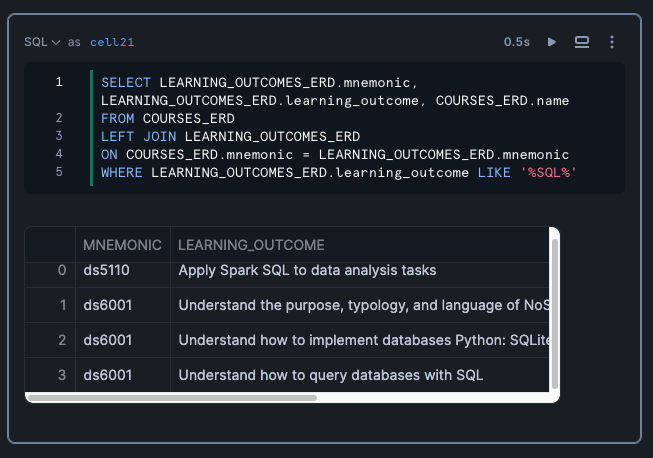 SQL as cell21 0.5s
1 SELECT LEARNING_OUTCOMES_ERD.mnemonic,
LEARNING_OUTCOMES_ERD.learning_outcome, COURSES_ERD.name
2 FROM COURSES_ERD
3 LEFT JOIN LEARNING_OUTCOMES_ERD
4 ON COURSES_ERD.mnemonic = LEARNING_OUTCOMES_ERD.mnemonic
5 WHERE LEARNING_OUTCOMES_ERD.learning_outcome LIKE '%SQL%'
MNEMONIC LEARNING_OUTCOME
0 ds5110 Apply Spark SQL to data analysis tasks
1 ds6001 Understand the purpose, typology, and language of NoS
2 ds6001 Understand how to implement databases Python: SQLite
3 ds6001 Understand how to query databases with SQL